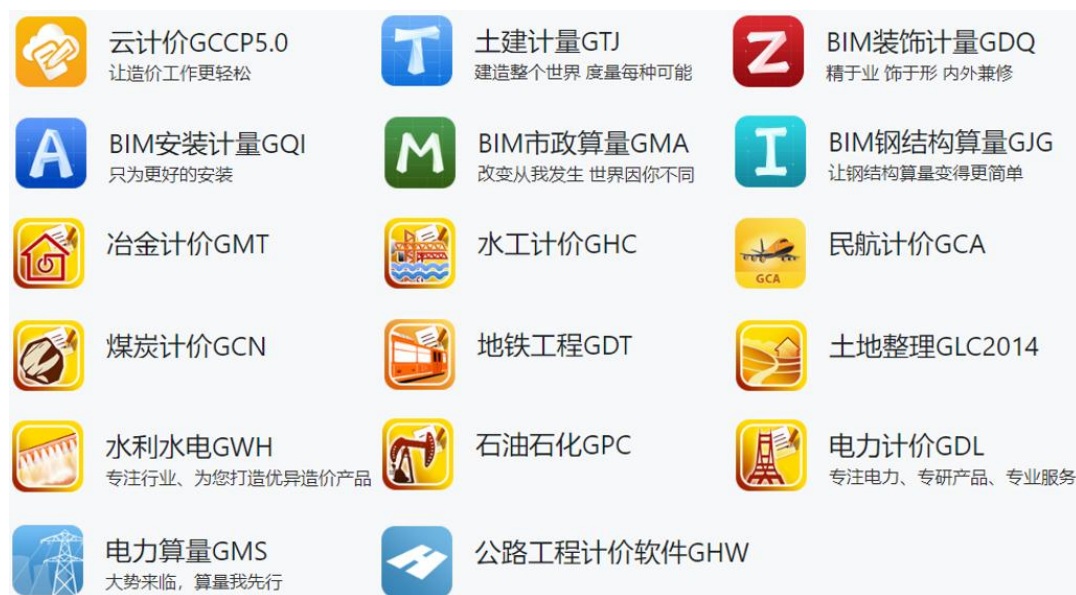 云计价GCCP5.0
让造价工作更轻松
土建计量GTJ
建造整个世界 度量每种可能
BIM装饰计量GDQ
精于业 饰于形 内外兼修
BIM安装计量GQI
只为更好的安装
BIM市政算量GMA
改变从我发生 世界因你不同
BIM钢结构算量GJG
让钢结构算量变得更简单
冶金计价GMT
水工计价GHC
GCA
民航计价GCA
煤炭计价GCN
地铁工程GDT
土地整理GLC2014
水利水电GWH
专注行业、为您打造优异造价产品
石油石化GPC
电力计价GDL
专注电力、专研产品、专业服务
电力算量GMS
大势来临，算量我先行
公路工程计价软件GHW